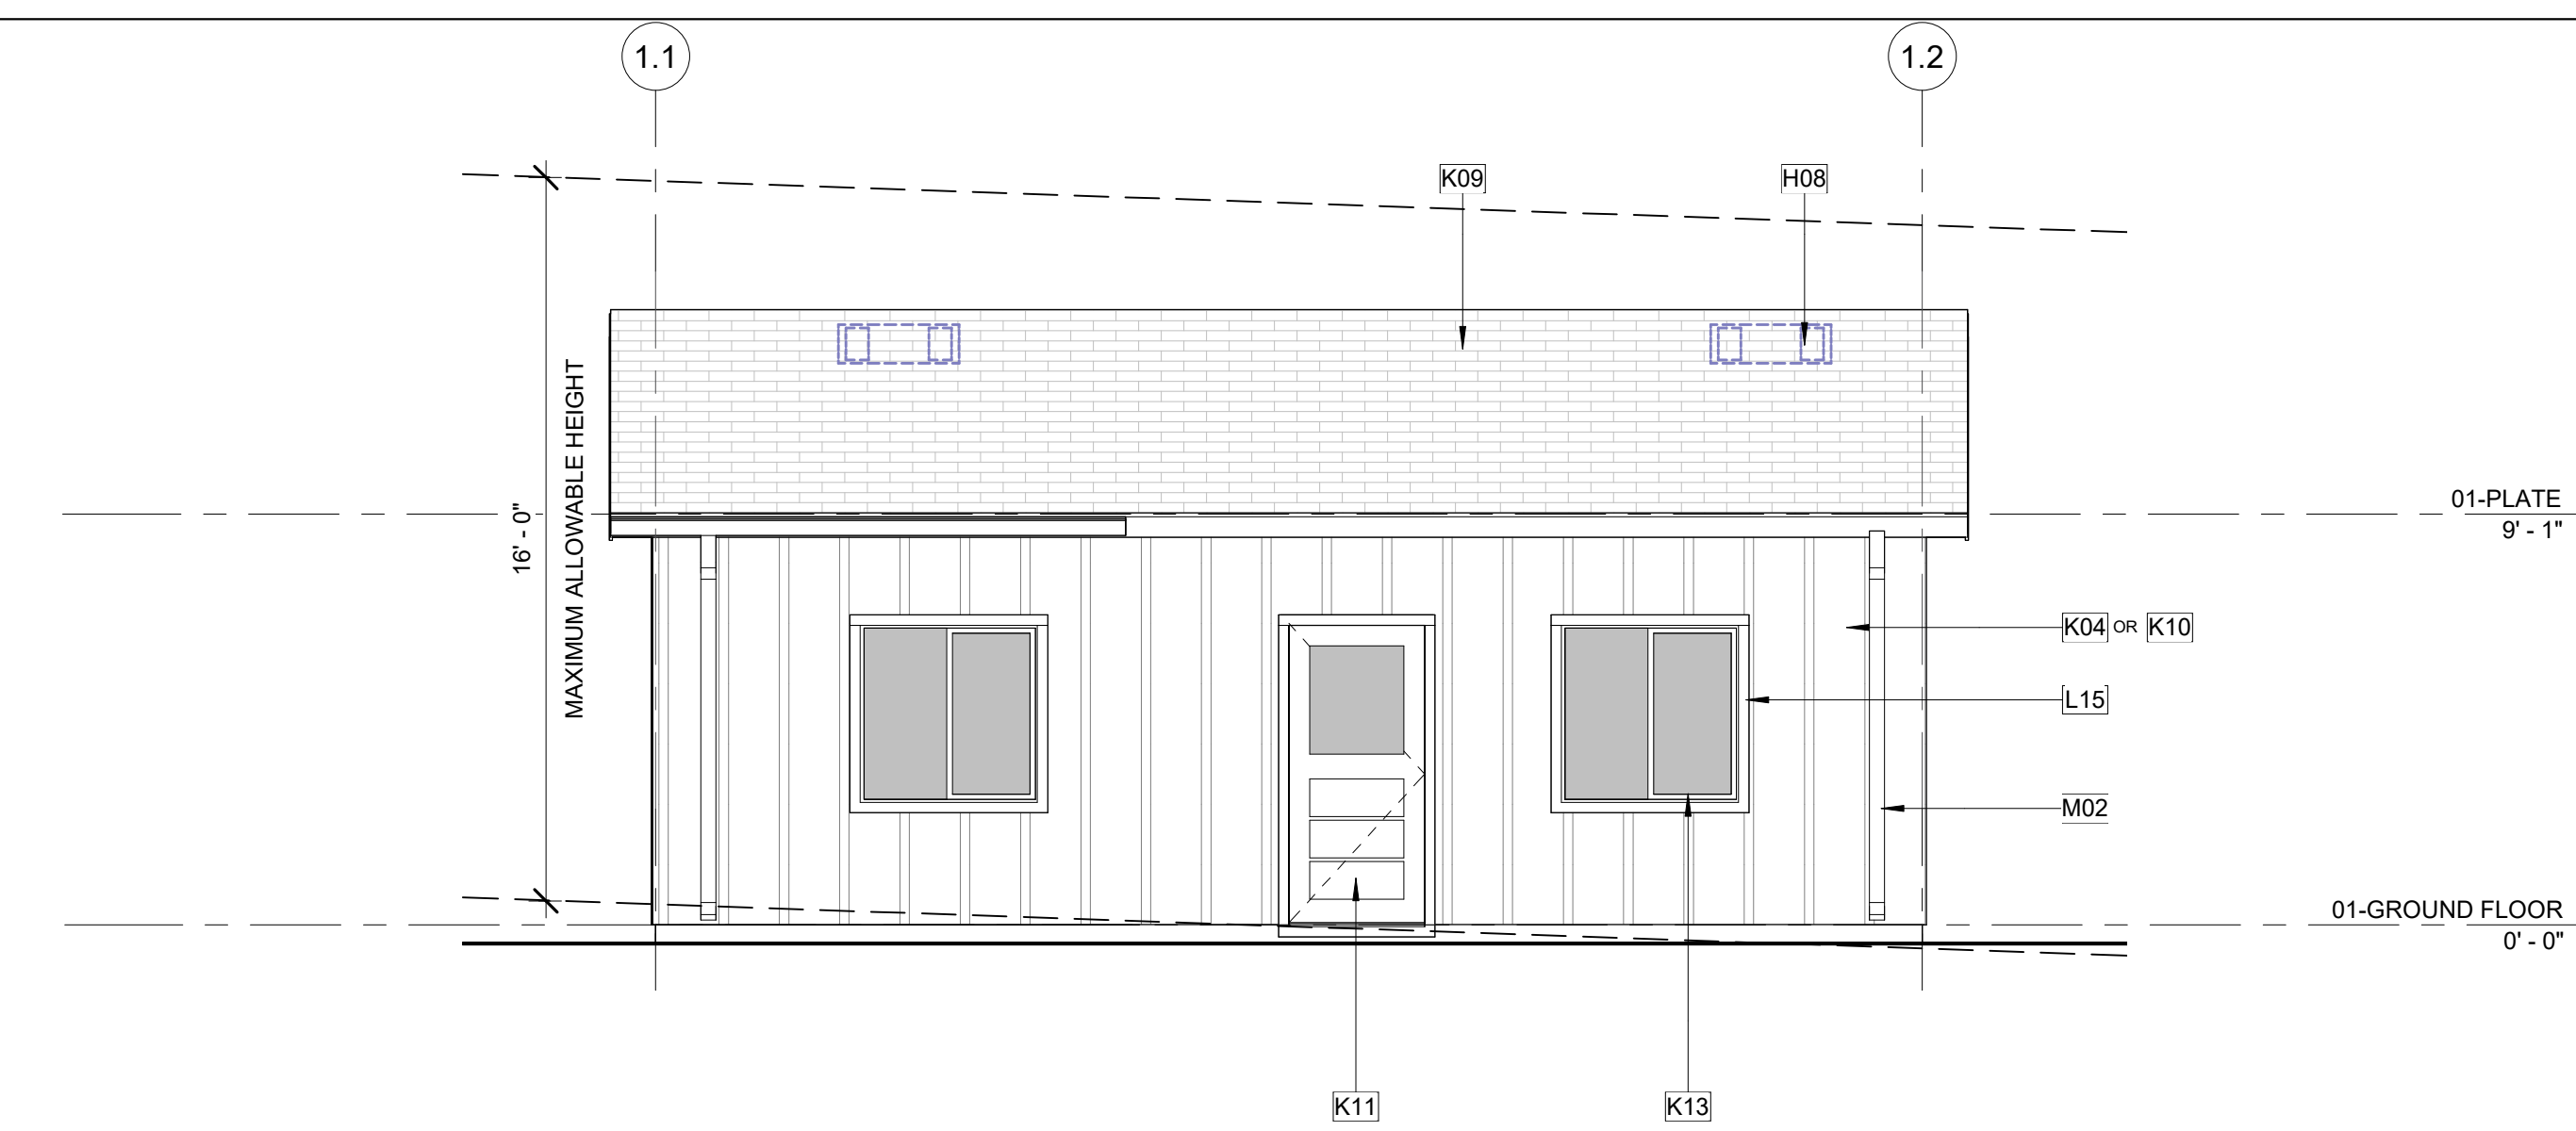 1.1
1.2
K09
H08
MAXIMUM ALLOWABLE HEIGHT
16' - 0"
01-PLATE
9' - 1"
K04 OR K10
L15
M02
01-GROUND FLOOR
0' - 0"
K11
K13